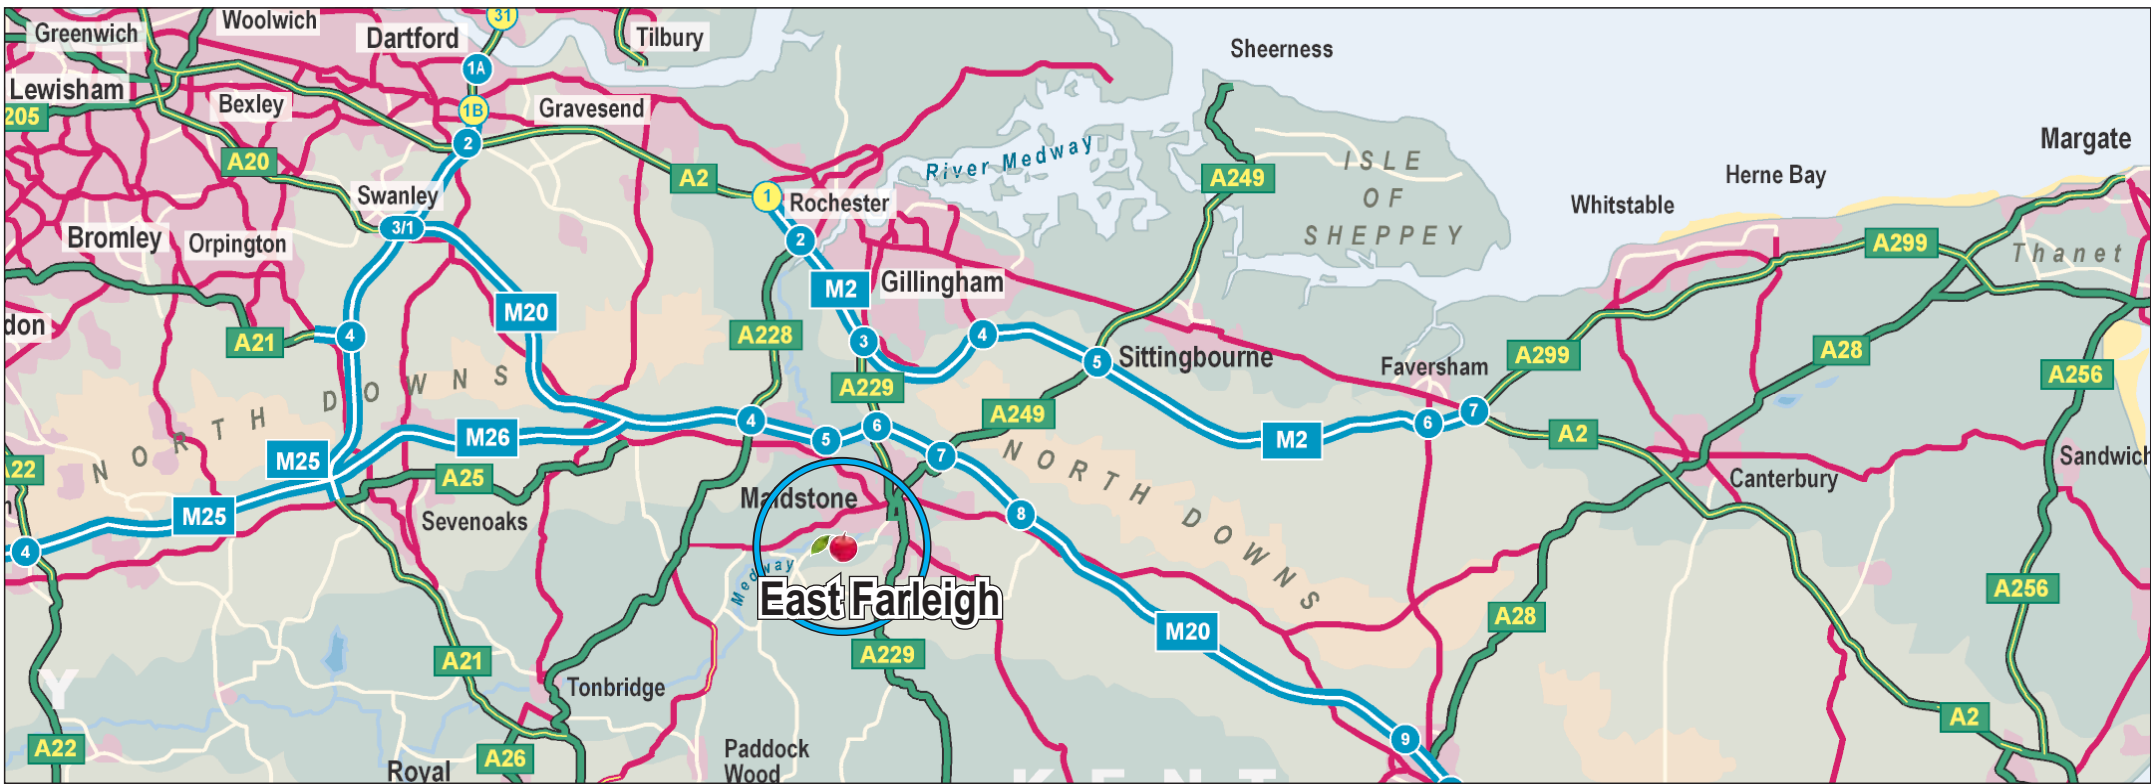 Greenwich
Woolwich
31
Dartford
Tilbury
Sheerness
1A
Lewisham
205
Bexley
1B
Gravesend
2
A20
A2
River Medway
A249
ISLE
OF
SHEPPEY
Margate
Herne Bay
Whitstable
Swanley
1
Rochester
3/1
Bromley
Orpington
2
A299
Thanet
M2
Gillingham
M20
don
A21
4
A228
3
4
5
Sittingbourne
Faversham
A299
A28
A256
NORTH DOWNS
A229
A249
4
5
6
7
M2
6
7
A2
M26
M25
NORTH DOWNS
A22
A25
Maidstone
Canterbury
Sandwich
M25
Sevenoaks
8
4
Medway
East Farleigh
A28
A256
M20
A229
A21
Y
Tonbridge
A2
A22
A26
Royal
Paddock
Wood
9
KENT